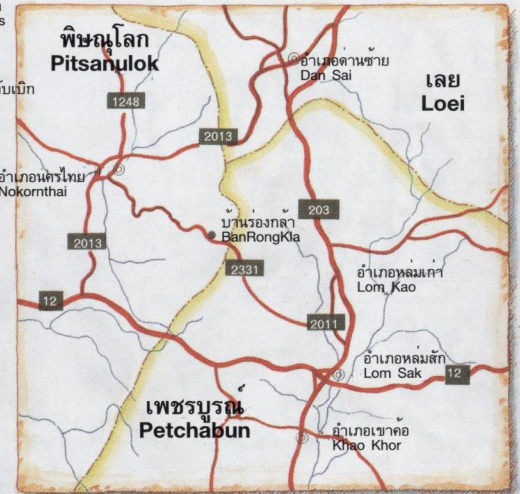 พิษณุโลก
Pitsanulok
อำเภอด่านซ้าย
Dan Sai
เลย
Loei
1248
2013
อำเภอนครไทย
Nokornthai
203
บ้านร่องกล้า
BanRongKla
2013
2331
อำเภอหล่มเก่า
Lom Kao
12
2011
อำเภอหล่มสัก
Lom Sak
12
เพชรบูรณ์
Petchabun
อำเภอเขาค้อ
Khao Khor